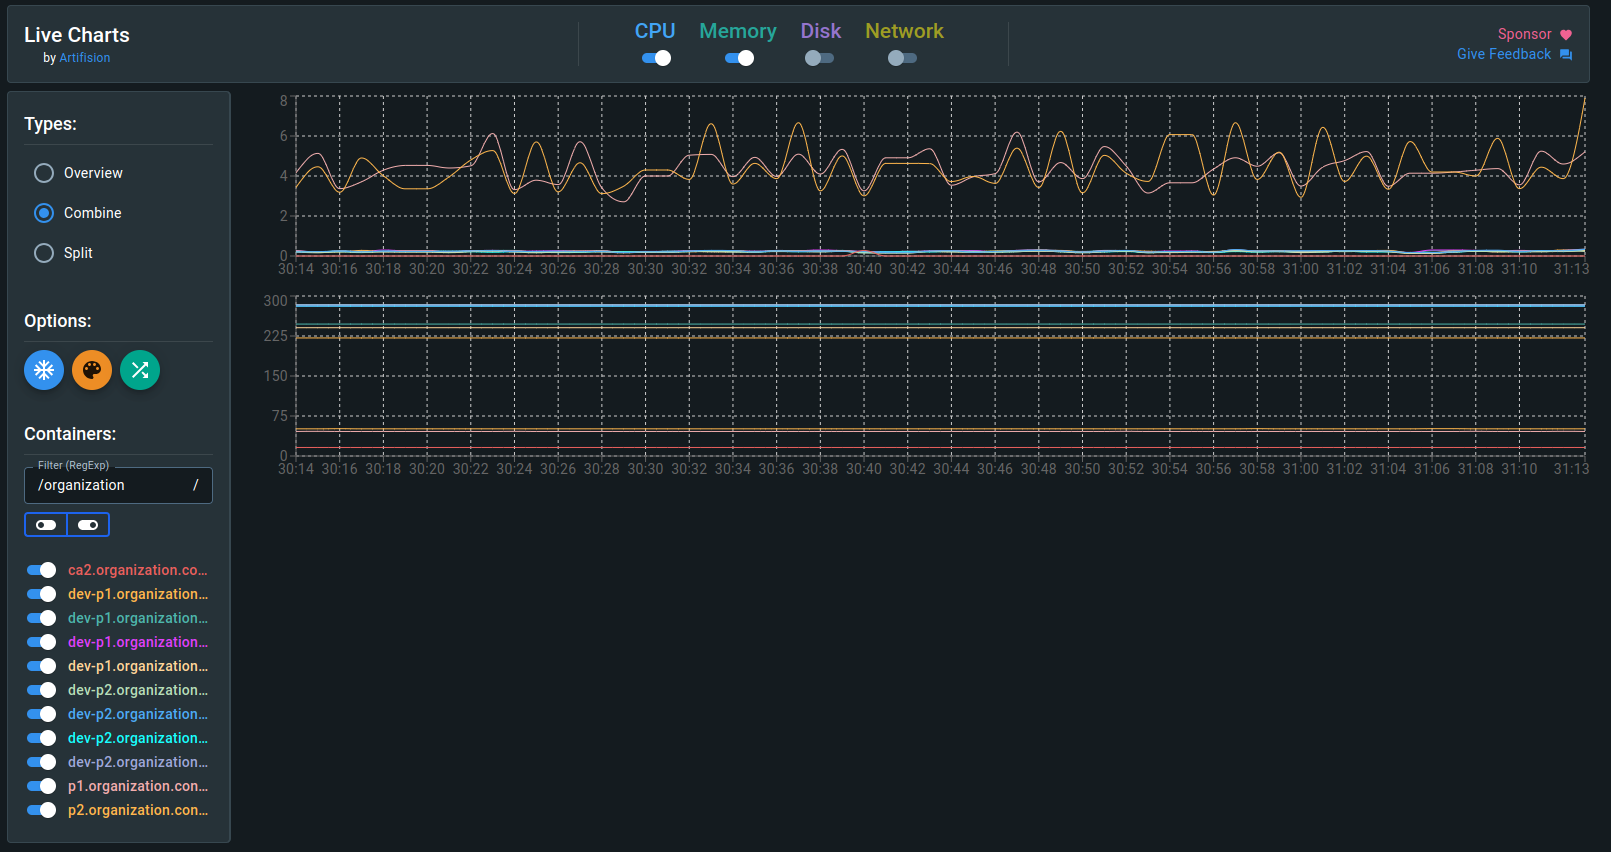 Live Charts
by Artifision
CPU Memory Disk Network
Sponsor
Give Feedback
Types:
Overview
Combine
Split
Options:
Containers:
Filter (RegExp)
/organization /
ca2.organization.co...
dev-p1.organization...
dev-p1.organization...
dev-p1.organization...
dev-p1.organization...
dev-p2.organization...
dev-p2.organization...
dev-p2.organization...
dev-p2.organization...
p1.organization.con...
p2.organization.con...
8
6
4
2
0
30:14 30:16 30:18 30:20 30:22 30:24 30:26 30:28 30:30 30:32 30:34 30:36 30:38 30:40 30:42 30:44 30:46 30:48 30:50 30:52 30:54 30:56 30:58 31:00 31:02 31:04 31:06 31:08 31:10 31:13
300
225
150
75
0
30:14 30:16 30:18 30:20 30:22 30:24 30:26 30:28 30:30 30:32 30:34 30:36 30:38 30:40 30:42 30:44 30:46 30:48 30:50 30:52 30:54 30:56 30:58 31:00 31:02 31:04 31:06 31:08 31:10 31:13